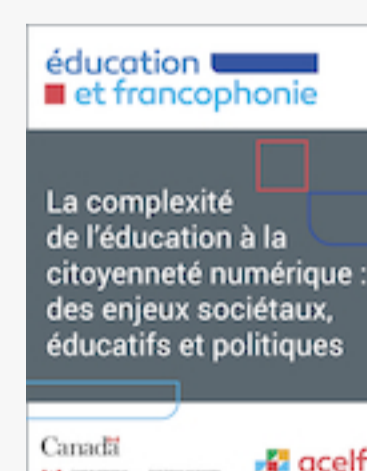 éducation
et francophonie
La complexité
de l'éducation à la
citoyenneté numérique :
des enjeux sociétaux,
éducatifs et politiques
Canada
acelf